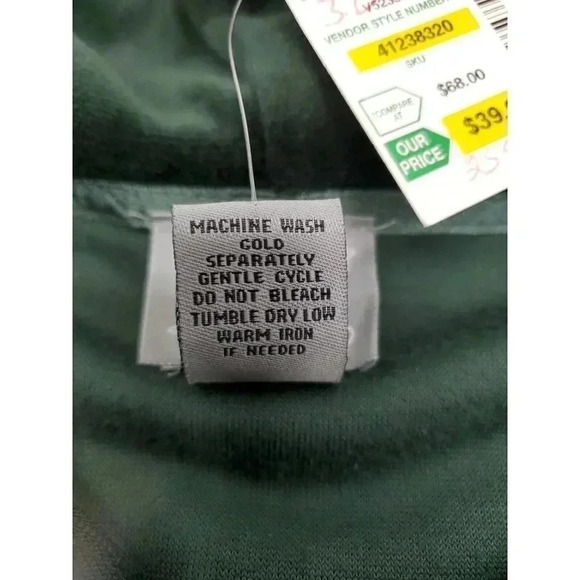 VENDOR STYLE NUMBER
41238320
SKU
$68.00
*COMPARE
AT
OUR
PRICE
$39.
MACHINE WASH
COLD
SEPARATELY
GENTLE CYCLE
DO NOT BLEACH
TUMBLE DRY LOW
WARM IRON
IF NEEDED